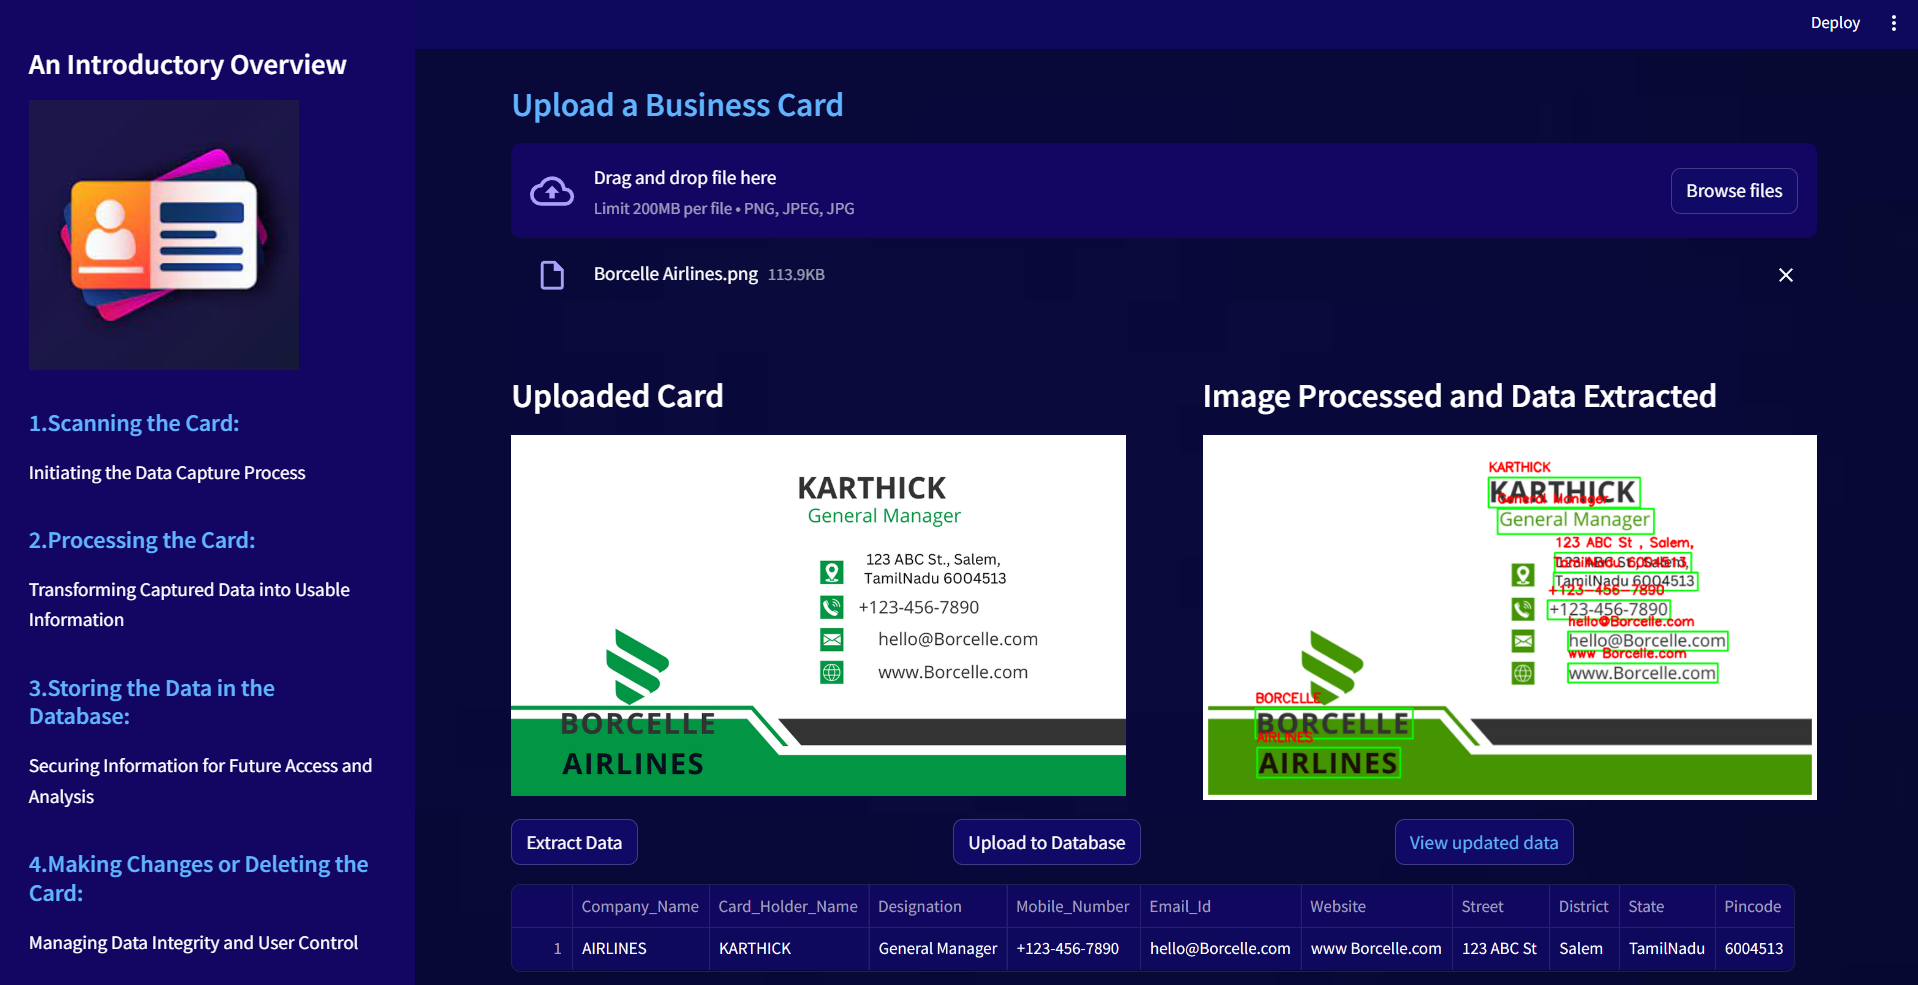 Deploy
An Introductory Overview
1.Scanning the Card:
Initiating the Data Capture Process
2.Processing the Card:
Transforming Captured Data into Usable
Information
3.Storing the Data in the
Database:
Securing Information for Future Access and
Analysis
4.Making Changes or Deleting the
Card:
Managing Data Integrity and User Control
Upload a Business Card
Drag and drop file here
Limit 200MB per file • PNG, JPEG, JPG
Browse files
Borcelle Airlines.png 113.9KB
Uploaded Card
KARTHICK
General Manager
123 ABC St., Salem,
TamilNadu 6004513
+123-456-7890
hello@Borcelle.com
www.Borcelle.com
BORCELLE
AIRLINES
Image Processed and Data Extracted
KARTHICK
KARTHICK
General Manager
General Manager
123 ABC St , Salem,
123 ABC St., Salem,
TamilNadu 6004513
TamilNadu 6004513
+123-456-7890
+123-456-7890
hello@Borcelle.com
hello@Borcelle.com
www Borcelle.com
www.Borcelle.com
BORCELLE
BORCELLE
AIRLINES
AIRLINES
Extract Data
Upload to Database
View updated data
Company_Name Card_Holder_Name Designation Mobile_Number Email_Id Website Street District State Pincode
1 AIRLINES KARTHICK General Manager +123-456-7890 hello@Borcelle.com www Borcelle.com 123 ABC St Salem TamilNadu 6004513